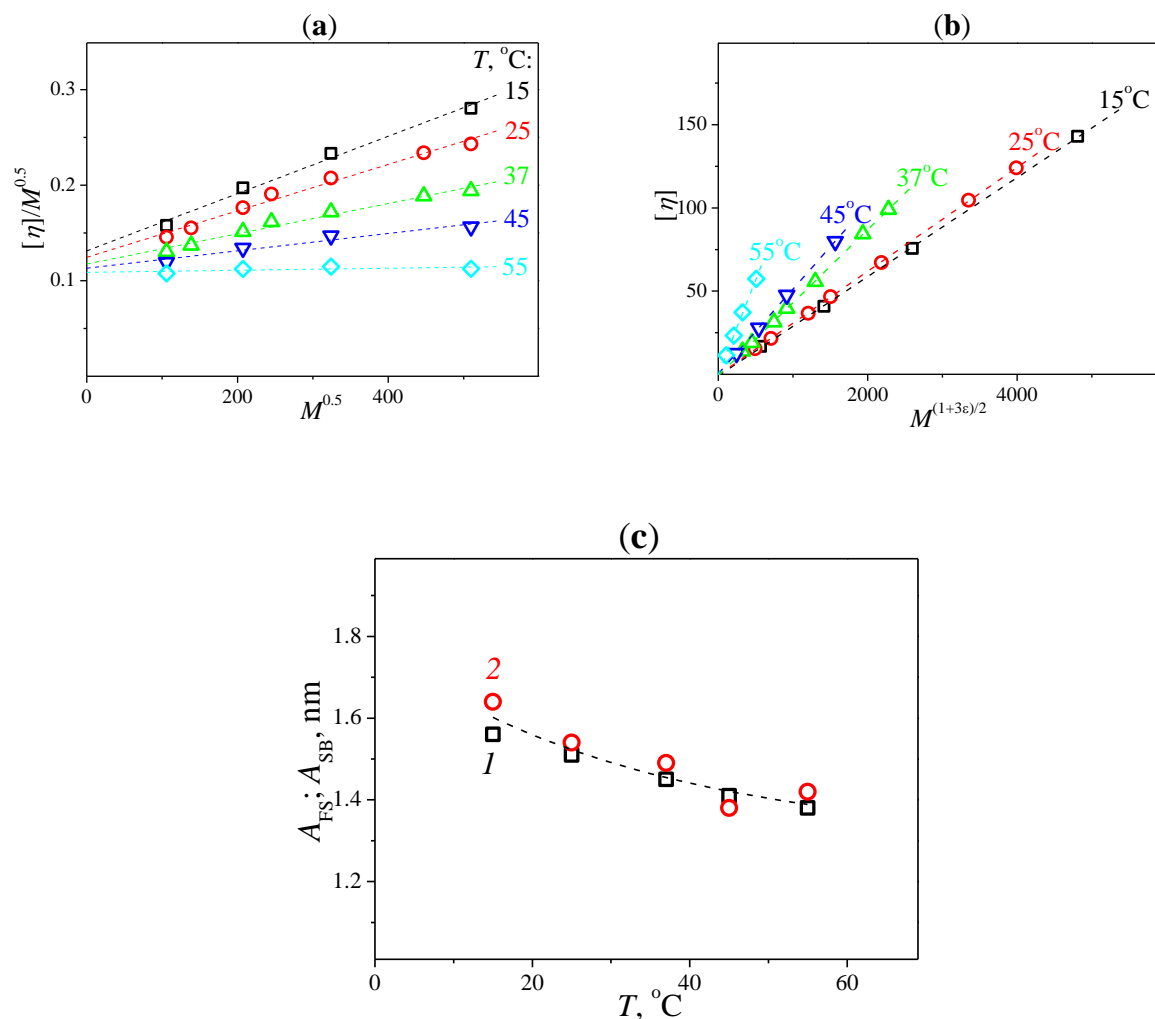 (a)
T, °C:
0.3
0.2
0.1
15
25
37
45
55
0
200
400
[η]/M^0.5
M^0.5
(b)
150
100
50
15°C
25°C
37°C
45°C
55°C
0
2000
4000
[η]
M^(1+3ε)/2
(c)
1.8
1.6
1.4
1.2
2
1
0
20
40
60
A_FS; A_SB, nm
T, °C